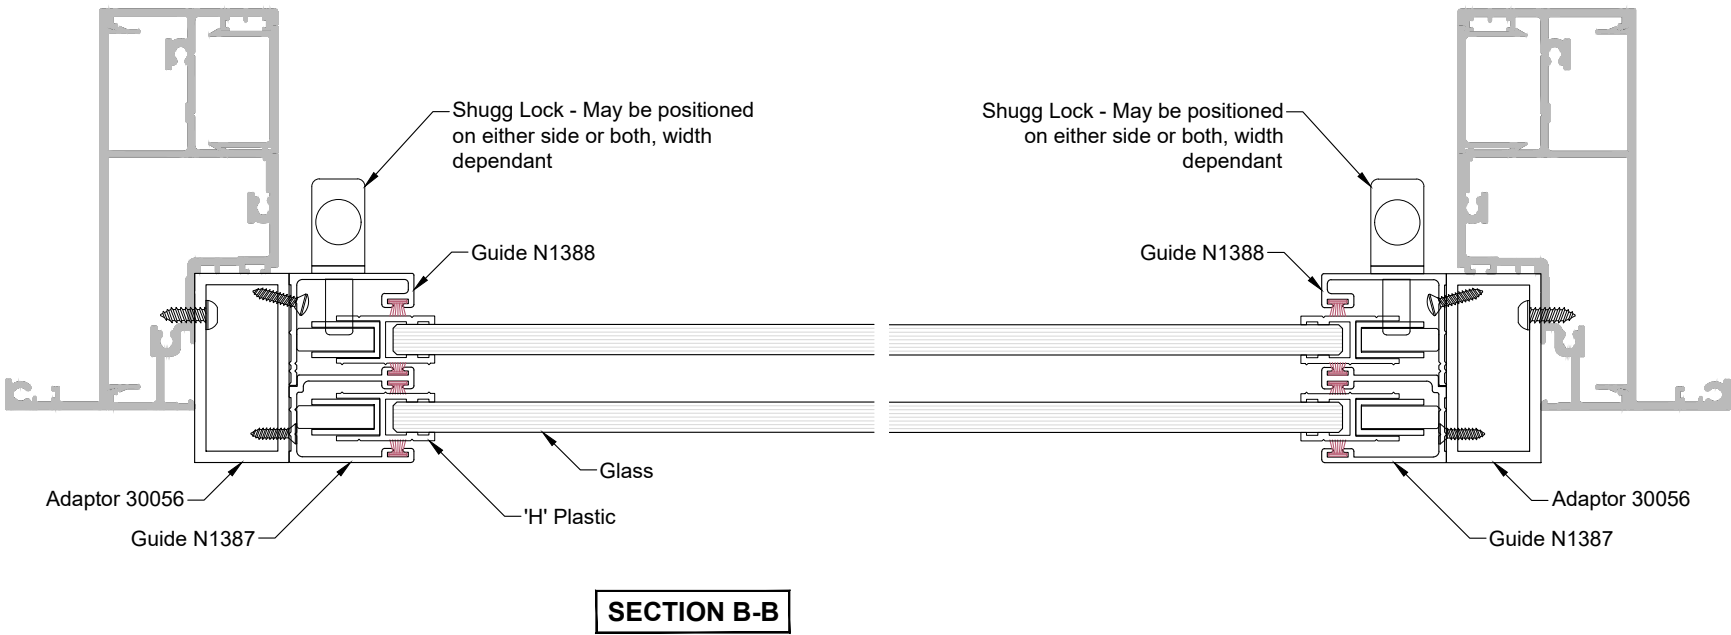 Shugg Lock - May be positioned
on either side or both, width
dependant
Shugg Lock - May be positioned
on either side or both, width
dependant
Guide N1388
Guide N1388
Glass
Adaptor 30056
'H' Plastic
Guide N1387
Adaptor 30056
Guide N1387
SECTION B-B